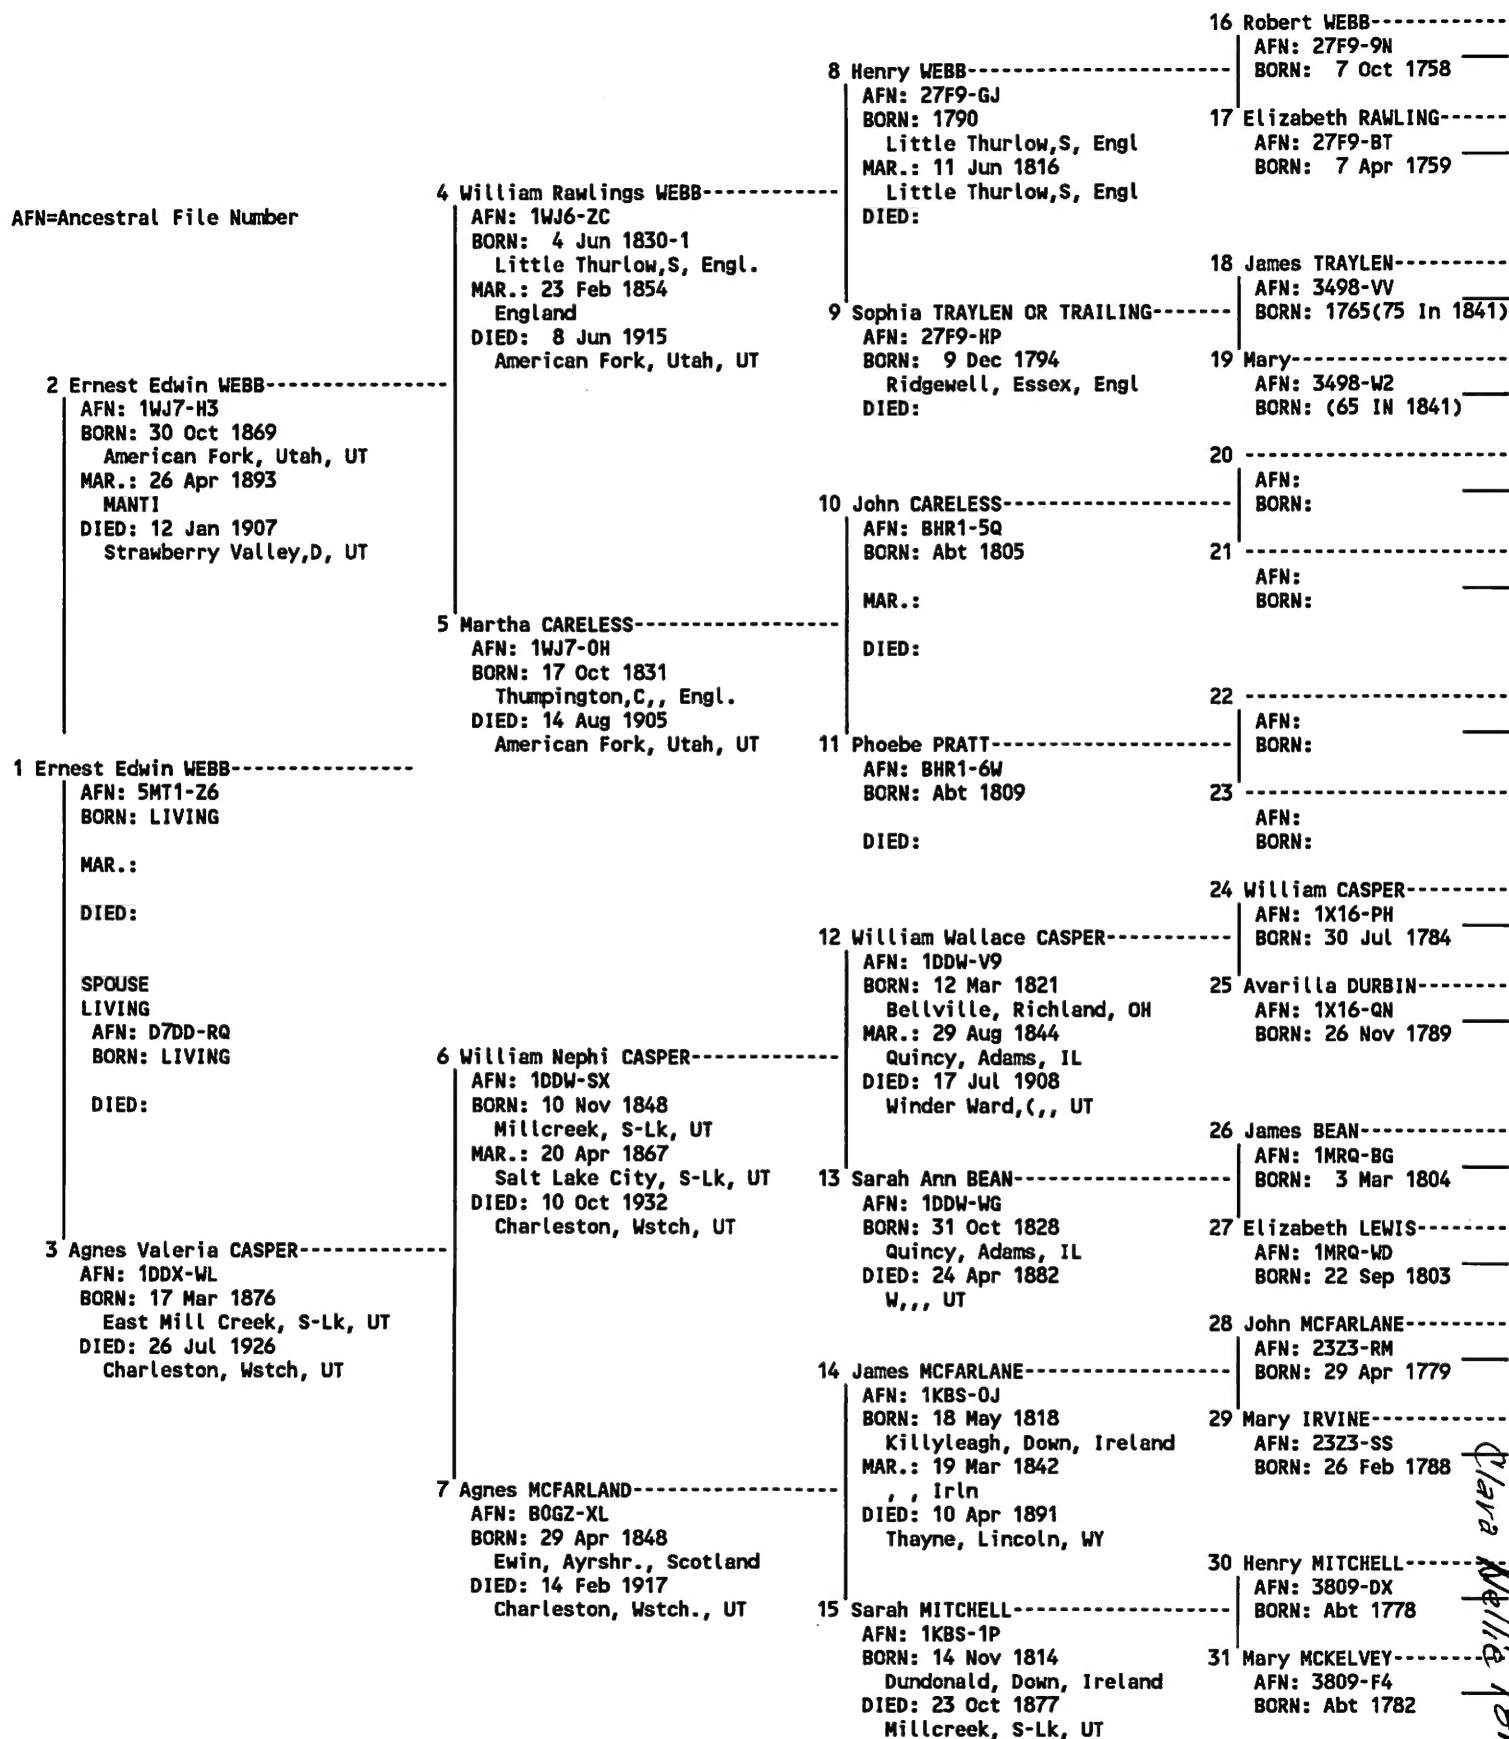 AFN=Ancestral File Number
1 Ernest Edwin WEBB---------------
AFN: 5MT1-Z6
BORN: LIVING
MAR.:
DIED:
SPOUSE
LIVING
AFN: D7DD-RQ
BORN: LIVING
DIED:
2 Ernest Edwin WEBB---------------
AFN: 1WJ7-H3
BORN: 30 Oct 1869
American Fork, Utah, UT
MAR.: 26 Apr 1893
MANTI
DIED: 12 Jan 1907
Strawberry Valley,D, UT
3 Agnes Valeria CASPER------------
AFN: 1DDX-WL
BORN: 17 Mar 1876
East Mill Creek, S-Lk, UT
DIED: 26 Jul 1926
Charleston, Wstch, UT
4 William Rawlings WEBB-----------
AFN: 1WJ6-ZC
BORN: 4 Jun 1830-1
Little Thurlow,S, Engl.
MAR.: 23 Feb 1854
England
DIED: 8 Jun 1915
American Fork, Utah, UT
5 Martha CARELESS-----------------
AFN: 1WJ7-0H
BORN: 17 Oct 1831
Thumpington,C,, Engl.
DIED: 14 Aug 1905
American Fork, Utah, UT
6 William Nephi CASPER------------
AFN: 1DDW-SX
BORN: 10 Nov 1848
Millcreek, S-Lk, UT
MAR.: 20 Apr 1867
Salt Lake City, S-Lk, UT
DIED: 10 Oct 1932
Charleston, Wstch, UT
7 Agnes MCFARLAND-----------------
AFN: B0GZ-XL
BORN: 29 Apr 1848
Ewin, Ayrshr., Scotland
DIED: 14 Feb 1917
Charleston, Wstch., UT
8 Henry WEBB----------------------
AFN: 27F9-GJ
BORN: 1790
Little Thurlow,S, Engl
MAR.: 11 Jun 1816
Little Thurlow,S, Engl
DIED:
9 Sophia TRAYLEN OR TRAILING-------
AFN: 27F9-HP
BORN: 9 Dec 1794
Ridgewell, Essex, Engl
DIED:
10 John CARELESS-------------------
AFN: BHR1-5Q
BORN: Abt 1805
MAR.:
DIED:
11 Phoebe PRATT--------------------
AFN: BHR1-6W
BORN: Abt 1809
DIED:
12 William Wallace CASPER-----------
AFN: 1DDW-V9
BORN: 12 Mar 1821
Bellville, Richland, OH
MAR.: 29 Aug 1844
Quincy, Adams, IL
DIED: 17 Jul 1908
Winder Ward,(,, UT
13 Sarah Ann BEAN------------------
AFN: 1DDW-WG
BORN: 31 Oct 1828
Quincy, Adams, IL
DIED: 24 Apr 1882
W,,, UT
14 James MCFARLANE-----------------
AFN: 1KBS-0J
BORN: 18 May 1818
Killyleagh, Down, Ireland
MAR.: 19 Mar 1842
, , Irln
DIED: 10 Apr 1891
Thayne, Lincoln, WY
15 Sarah MITCHELL------------------
AFN: 1KBS-1P
BORN: 14 Nov 1814
Dundonald, Down, Ireland
DIED: 23 Oct 1877
Millcreek, S-Lk, UT
16 Robert WEBB------------
AFN: 27F9-9N
BORN: 7 Oct 1758
17 Elizabeth RAWLING------
AFN: 27F9-BT
BORN: 7 Apr 1759
18 James TRAYLEN----------
AFN: 3498-VV
BORN: 1765(75 In 1841)
19 Mary-------------------
AFN: 3498-W2
BORN: (65 IN 1841)
20 -----------------------
AFN:
BORN:
21 -----------------------
AFN:
BORN:
22 -----------------------
AFN:
BORN:
23 -----------------------
AFN:
BORN:
24 William CASPER---------
AFN: 1X16-PH
BORN: 30 Jul 1784
25 Avarilla DURBIN--------
AFN: 1X16-QN
BORN: 26 Nov 1789
26 James BEAN-------------
AFN: 1MRQ-BG
BORN: 3 Mar 1804
27 Elizabeth LEWIS--------
AFN: 1MRQ-WD
BORN: 22 Sep 1803
28 John MCFARLANE---------
AFN: 23Z3-RM
BORN: 29 Apr 1779
29 Mary IRVINE------------
AFN: 23Z3-SS
BORN: 26 Feb 1788
30 Henry MITCHELL-------
AFN: 3809-DX
BORN: Abt 1778
31 Mary MCKELVEY-------
AFN: 3809-F4
BORN: Abt 1782
Clara Nellie